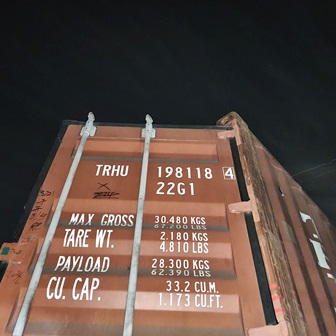 TRHU 198118 4
22G1
MAX GROSS 30.480 KGS
67.200 LBS
TARE WT. 2.180 KGS
4.810 LBS
PAYLOAD 28.300 KGS
62.390 LBS
CU. CAP. 33.2 CU.M.
1.173 CU.FT.